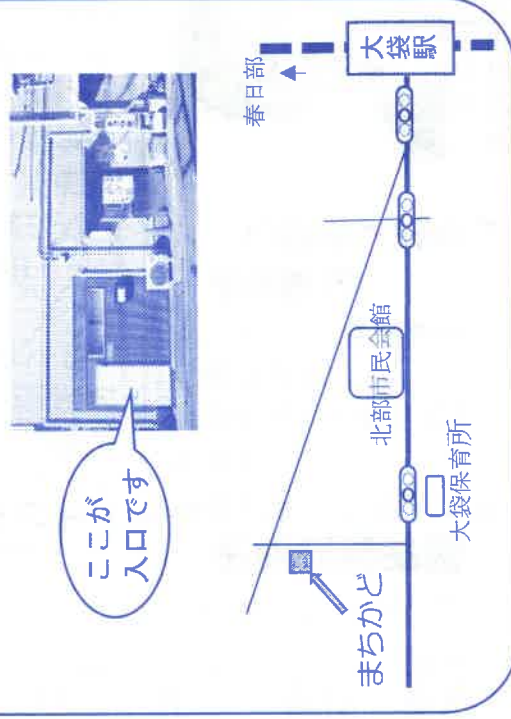 ここが
入口です
春日部
大袋駅
北部市民会館
大袋保育所
まちかど